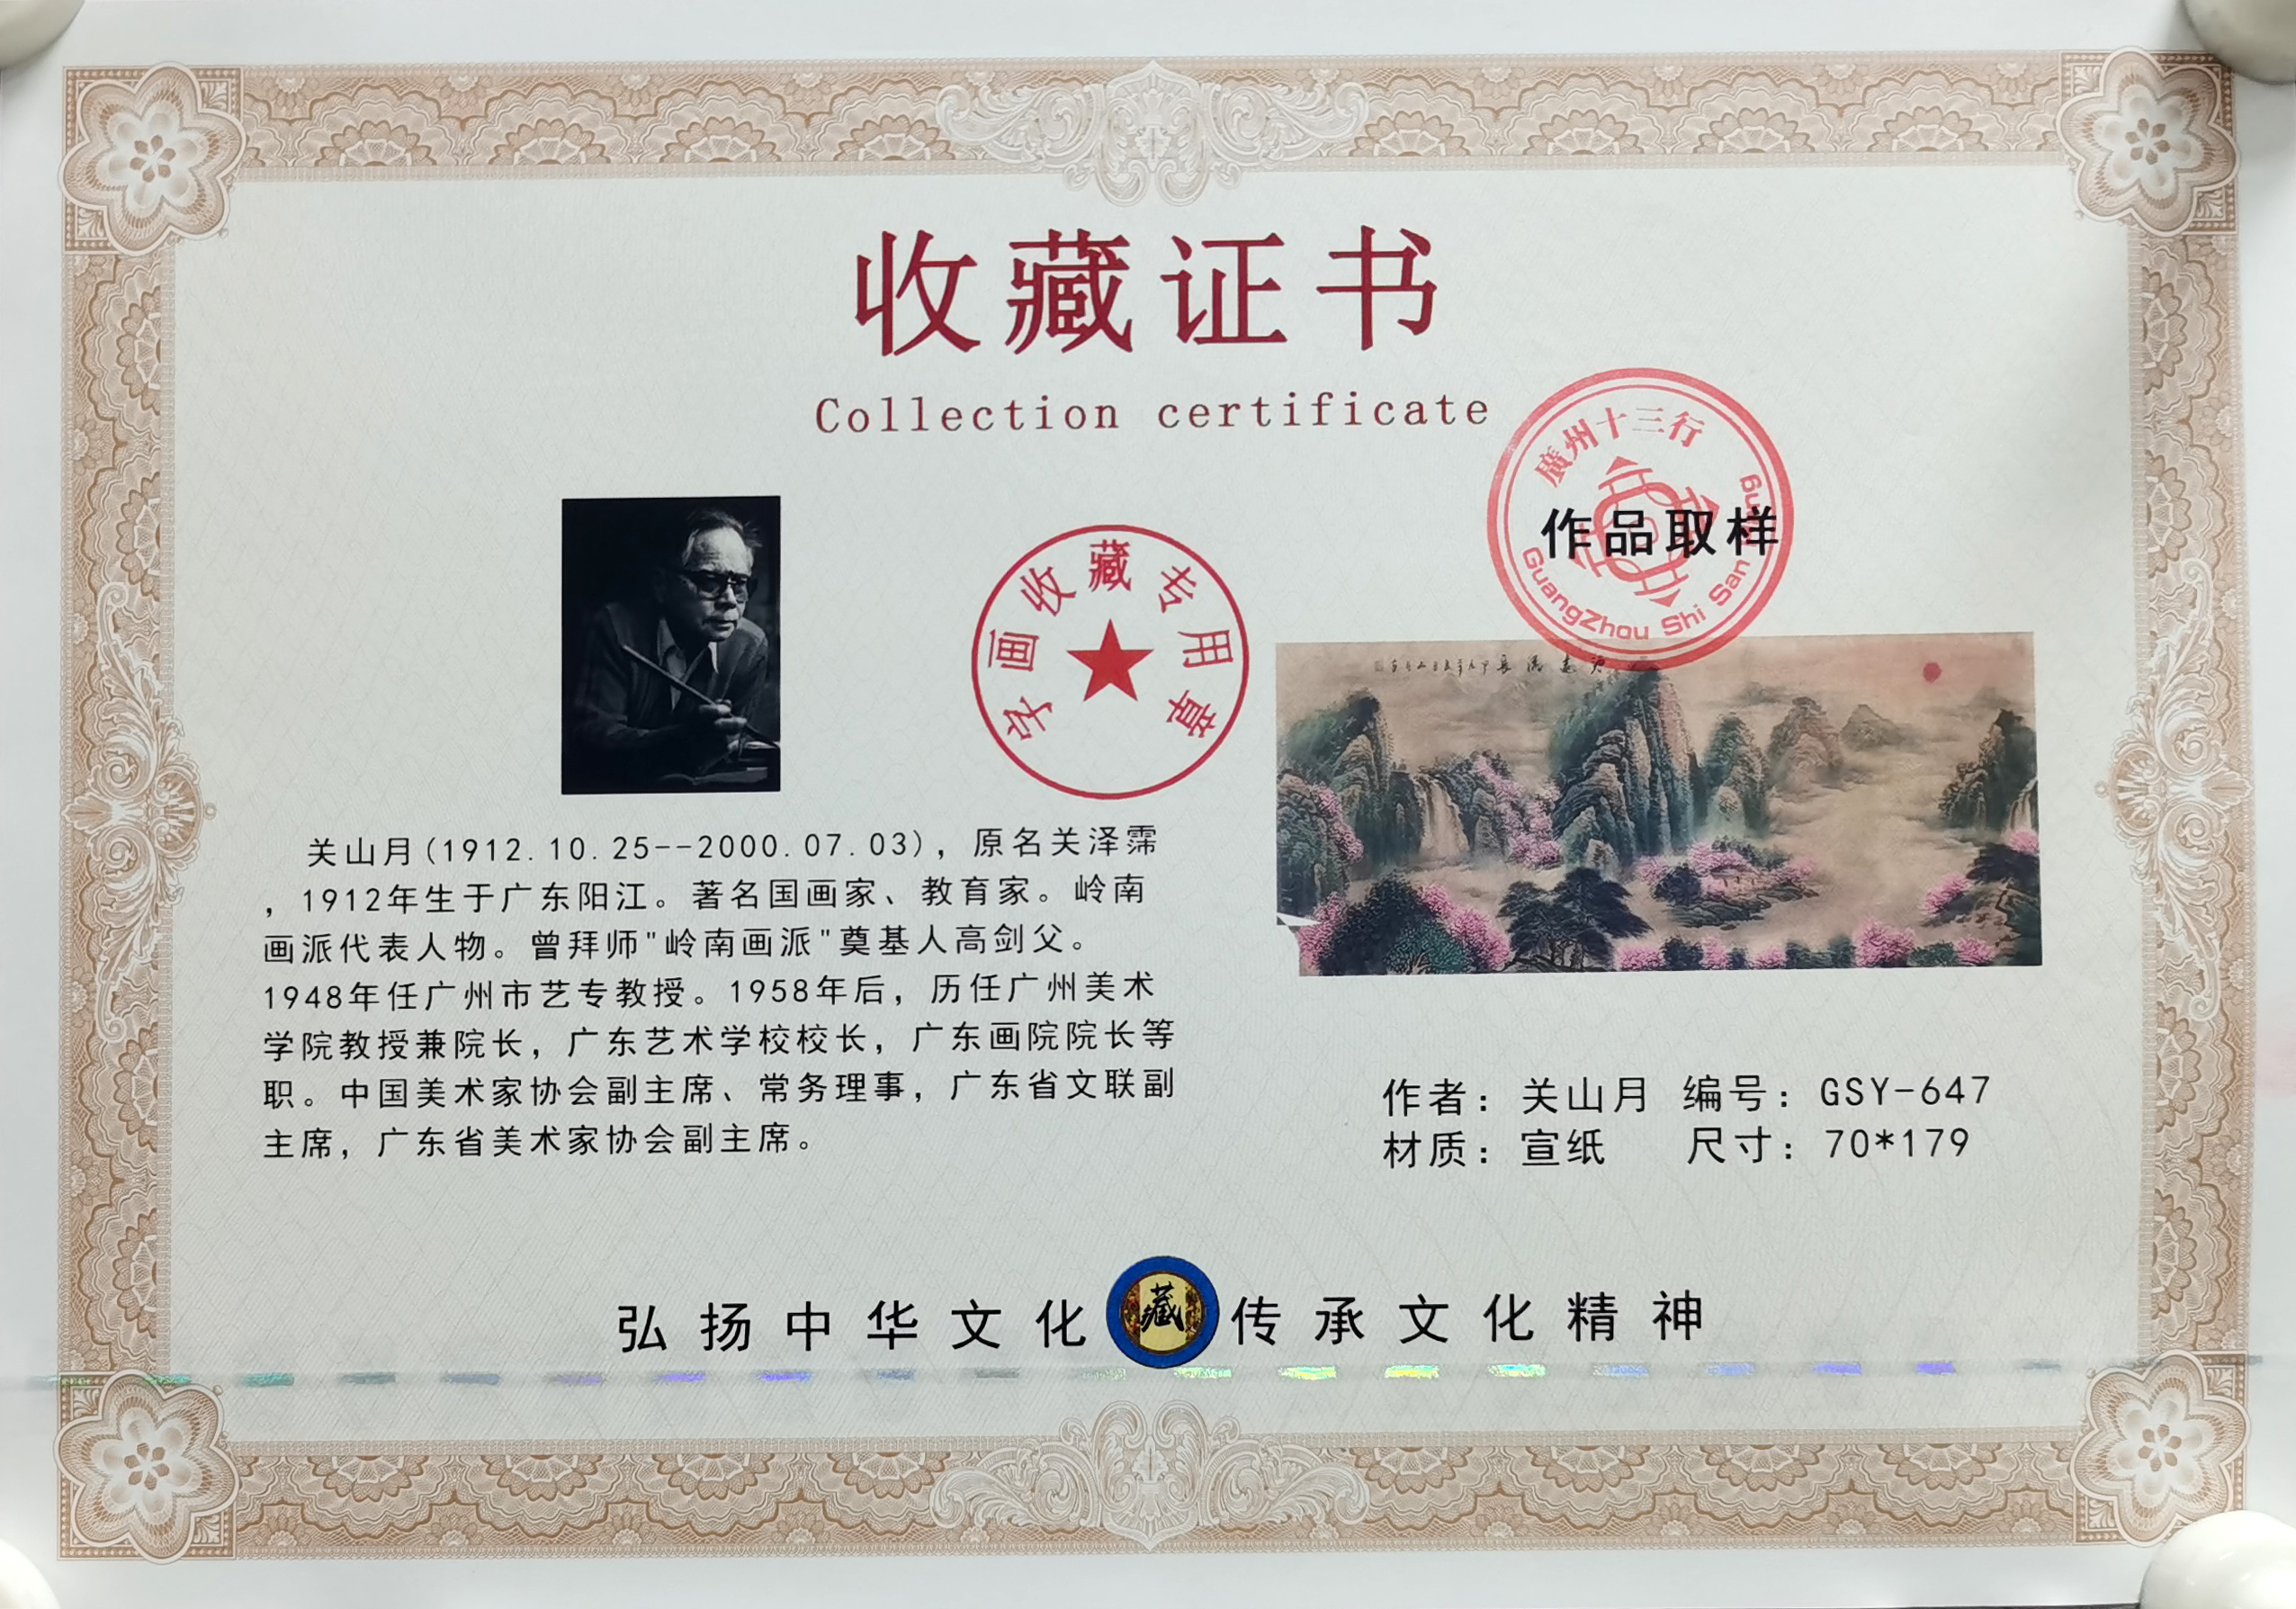 收藏证书
Collection certificate
廣州十三行
GuangZhou Shi San Hang
作品取样
字画收藏专用章
关山月(1912.10.25--2000.07.03)，原名关泽霈
，1912年生于广东阳江。著名国画家、教育家。岭南
画派代表人物。曾拜师"岭南画派"奠基人高剑父。
1948年任广州市艺专教授。1958年后，历任广州美术
学院教授兼院长，广东艺术学校校长，广东画院院长等
职。中国美术家协会副主席、常务理事，广东省文联副
主席，广东省美术家协会副主席。
作者：关山月 编号：GSY-647
材质：宣纸 尺寸：70*179
弘扬中华文化 藏 传承文化精神